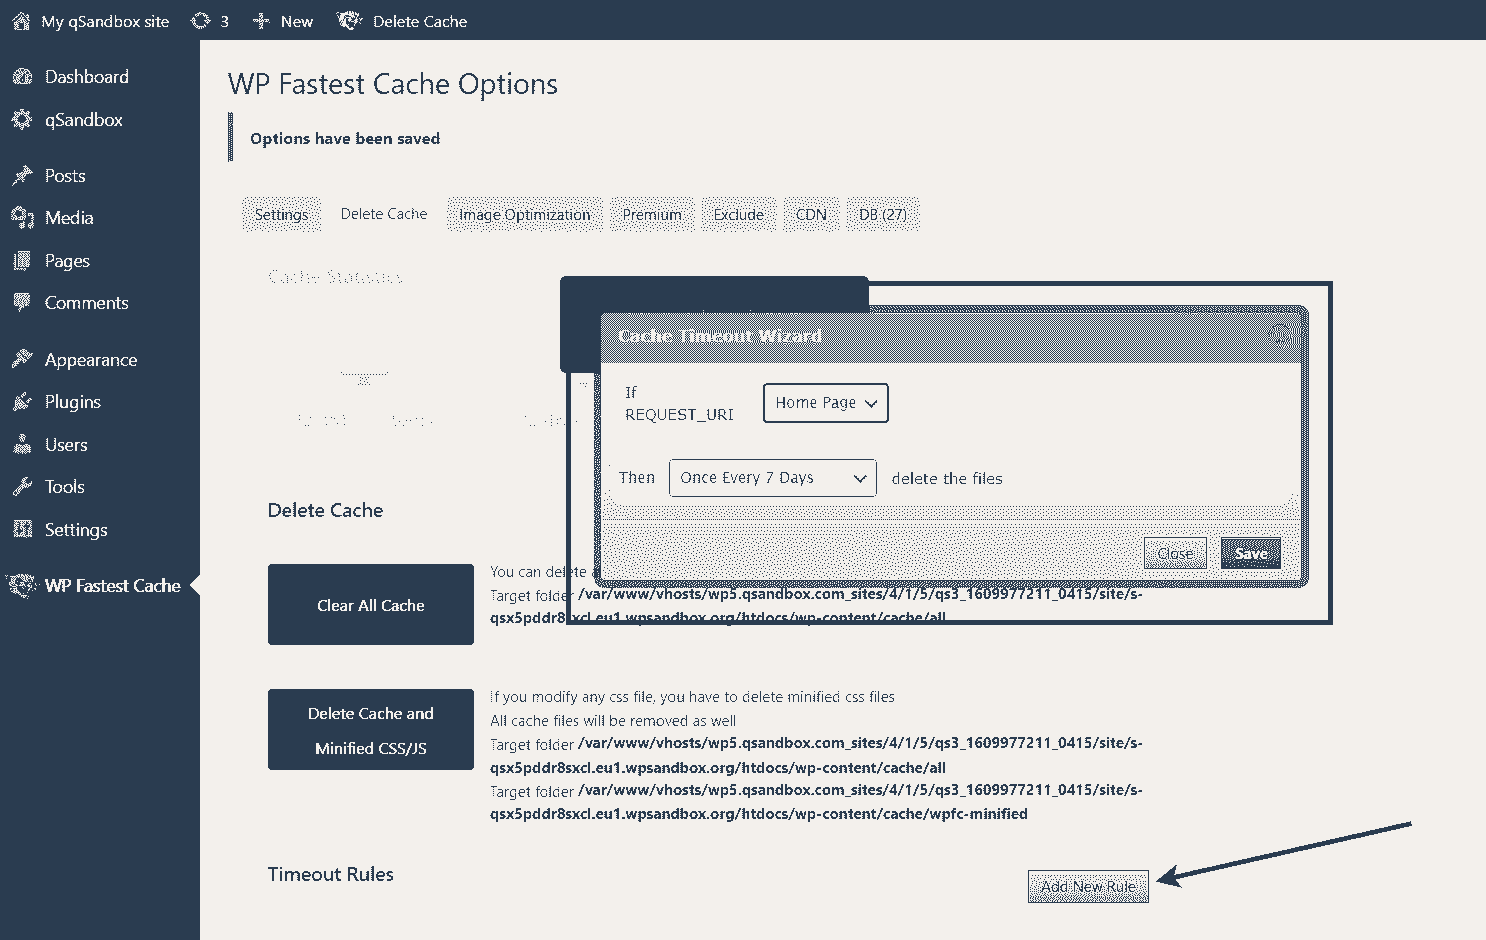 My qSandbox site 3 New Delete Cache
Dashboard
qSandbox
Posts
Media
Pages
Comments
Appearance
Plugins
Users
Tools
Settings
WP Fastest Cache
WP Fastest Cache Options
Options have been saved
Settings Delete Cache Image Optimization Premium Exclude CDN DB (27)
Cache Statistics
Cache Timeout Wizard
If
REQUEST_URI
Home Page
Then Once Every 7 Days delete the files
Close Save
Delete Cache
Clear All Cache
You can delete
Target folder /var/www/vhosts/wp5.qsandbox.com_sites/4/1/5/qs3_1609977211_0415/site/s-
qsx5pddr8sxcl.eu1.wpsandbox.org/htdocs/wp-content/cache/all
Delete Cache and
Minified CSS/JS
If you modify any css file, you have to delete minified css files
All cache files will be removed as well
Target folder /var/www/vhosts/wp5.qsandbox.com_sites/4/1/5/qs3_1609977211_0415/site/s-
qsx5pddr8sxcl.eu1.wpsandbox.org/htdocs/wp-content/cache/all
Target folder /var/www/vhosts/wp5.qsandbox.com_sites/4/1/5/qs3_1609977211_0415/site/s-
qsx5pddr8sxcl.eu1.wpsandbox.org/htdocs/wp-content/cache/wpfc-minified
Timeout Rules
Add New Rule